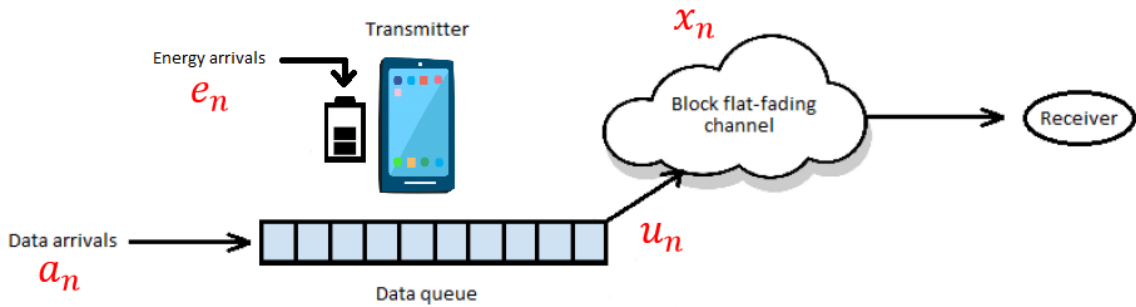 Transmitter
x_n
Energy arrivals
e_n
Block flat-fading
channel
Receiver
Data arrivals
a_n
u_n
Data queue